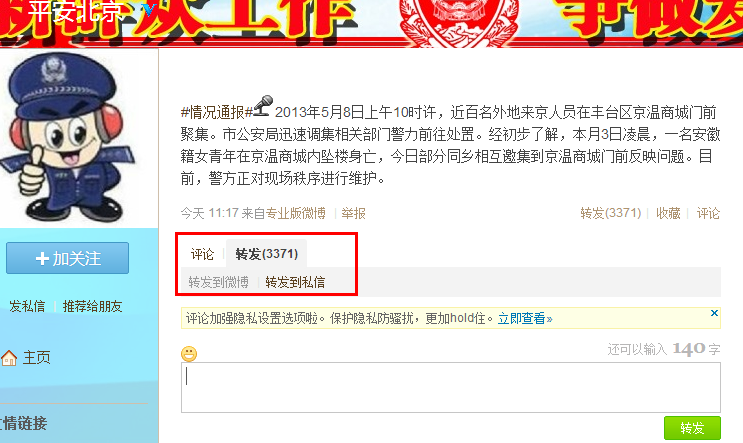 平安北京
#情况通报# 2013年5月8日上午10时许，近百名外地来京人员在丰台区京温商城门前
聚集。市公安局迅速调集相关部门警力前往处置。经初步了解，本月3日凌晨，一名安徽
籍女青年在京温商城内坠楼身亡，今日部分同乡相互邀集到京温商城门前反映问题。目
前，警方正对现场秩序进行维护。
今天 11:17 来自专业版微博 | 举报 转发(3371) | 收藏 | 评论
+ 加关注
评论 | 转发(3371)
转发到微博 | 转发到私信
发私信 | 推荐给朋友
评论加强隐私设置选项啦。保护隐私防骚扰，更加hold住。立即查看»
还可以输入 140 字
主页
情链接
转发